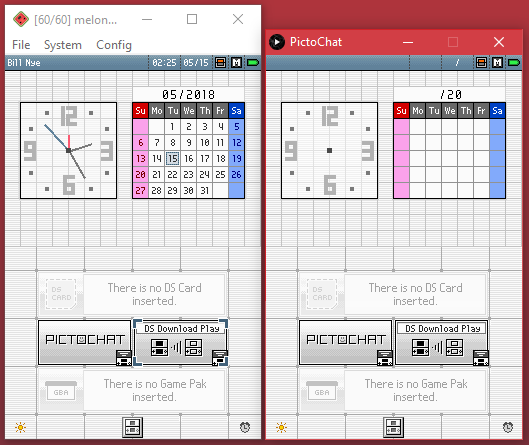 [60/60] melon...
File System Config
Bill Nye 02:25 05/15 M
05/2018
12
3
6
9
Su Mo Tu We Th Fr Sa
1 2 3 4 5
6 7 8 9 10 11 12
13 14 15 16 17 18 19
20 21 22 23 24 25 26
27 28 29 30 31
There is no DS Card
inserted.
DS
CARD
PICTOCHAT
DS Download Play
There is no Game Pak
inserted.
GBA
PictoChat
/ M
/20
12
3
6
9
Su Mo Tu We Th Fr Sa
There is no DS Card
inserted.
DS
CARD
PICTOCHAT
DS Download Play
There is no Game Pak
inserted.
GBA